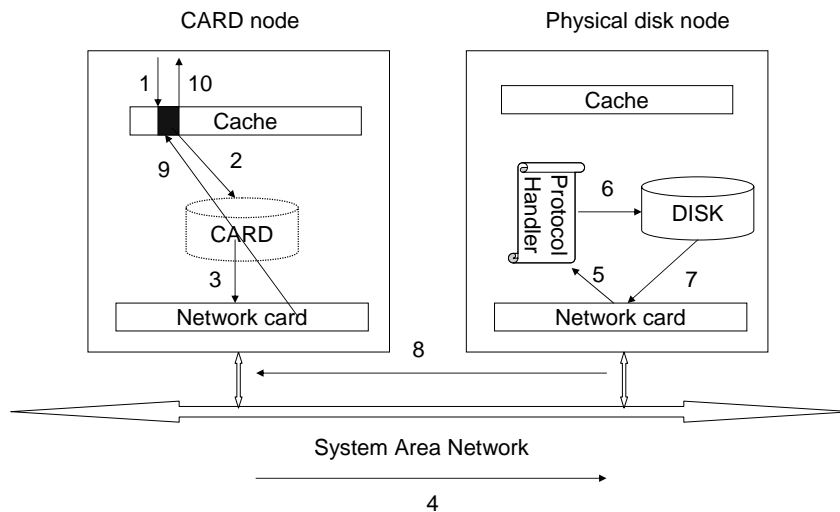 CARD node
Physical disk node
1
10
Cache
Cache
9
2
Protocol
Handler
6
CARD
DISK
3
5
7
Network card
Network card
8
System Area Network
4